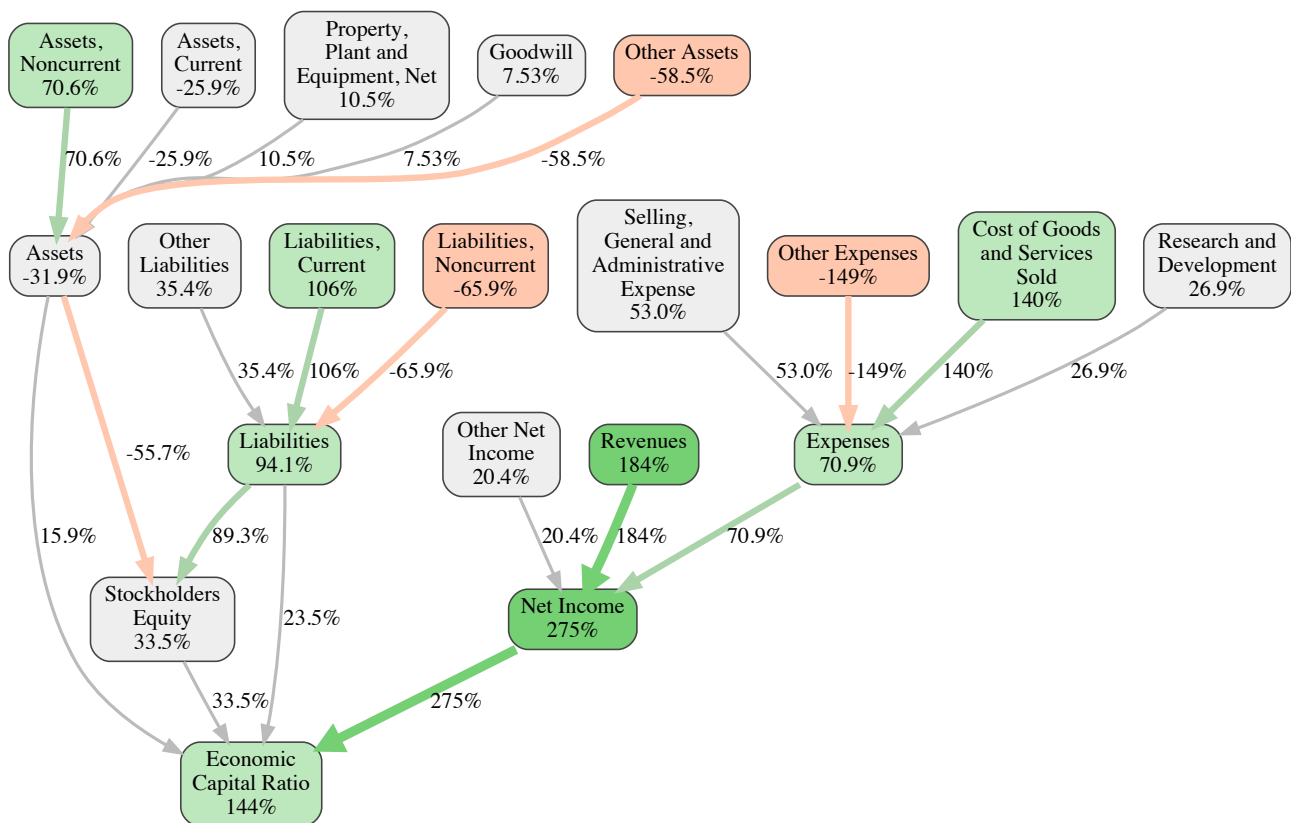 Assets,
Noncurrent
70.6%
Assets,
Current
-25.9%
Property,
Plant and
Equipment, Net
10.5%
Goodwill
7.53%
Other Assets
-58.5%
70.6%
-25.9%
10.5%
7.53%
-58.5%
Assets
-31.9%
Other
Liabilities
35.4%
Liabilities,
Current
106%
Liabilities,
Noncurrent
-65.9%
Selling,
General and
Administrative
Expense
53.0%
Other Expenses
-149%
Cost of Goods
and Services
Sold
140%
Research and
Development
26.9%
35.4%
106%
-65.9%
53.0%
-149%
140%
26.9%
-55.7%
Liabilities
94.1%
Other Net
Income
20.4%
Revenues
184%
Expenses
70.9%
15.9%
89.3%
20.4%
184%
70.9%
Stockholders
Equity
33.5%
23.5%
Net Income
275%
33.5%
275%
Economic
Capital Ratio
144%